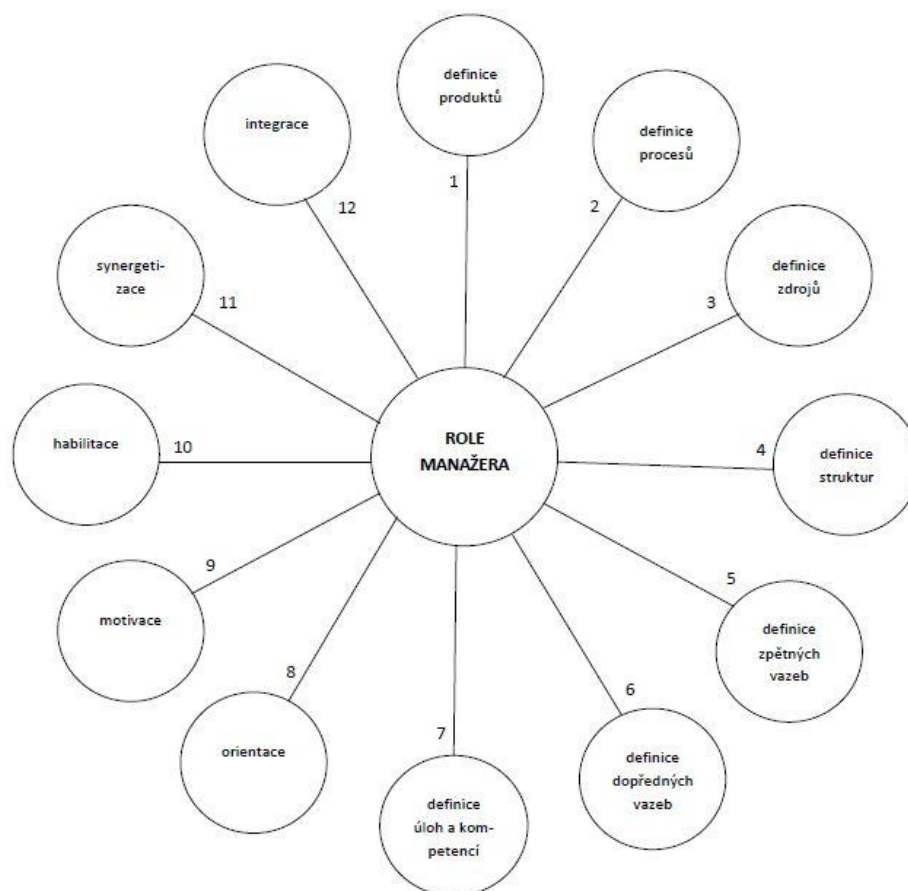 definice
produktů
1
definice
procesů
2
definice
zdrojů
3
definice
struktur
4
definice
zpětných
vazeb
5
definice
dopředných
vazeb
6
definice
úloh a kom-
petencí
7
orientace
8
motivace
9
habilitace
10
synergeti-
zace
11
integrace
12
ROLE
MANAŽERA